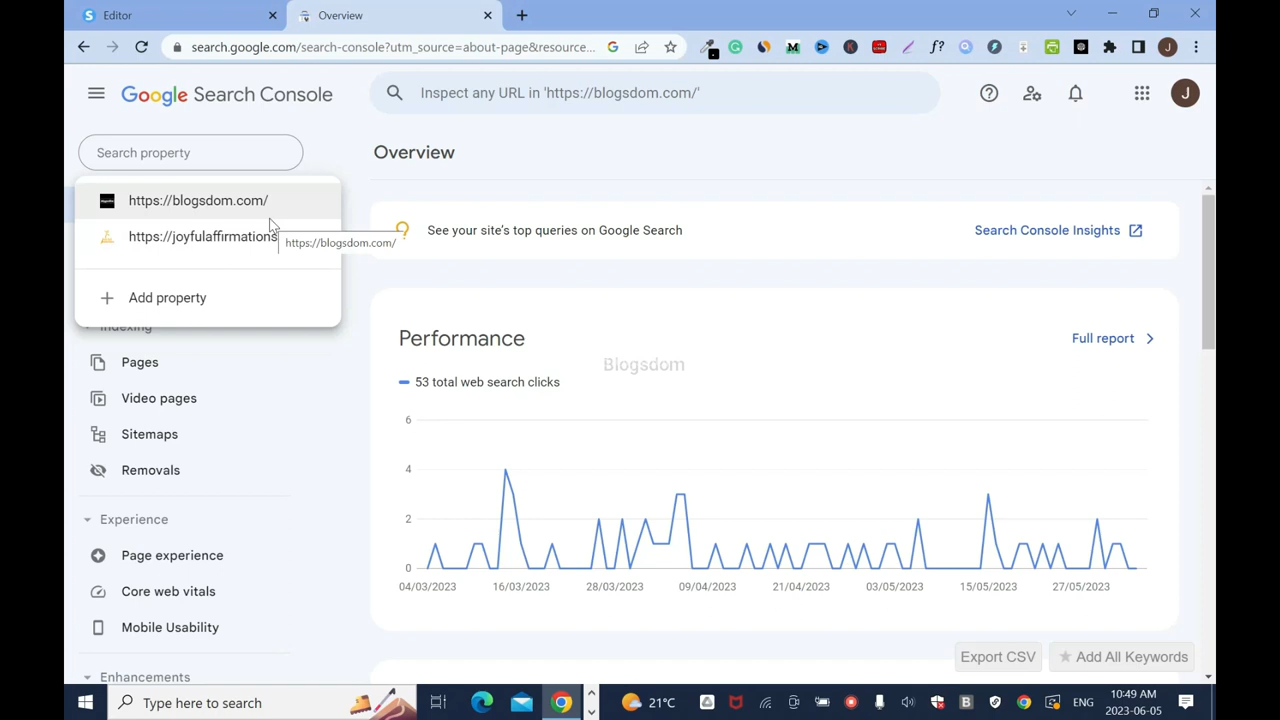 Editor
Overview
search.google.com/search-console?utm_source=about-page&resource...
Google Search Console
Inspect any URL in 'https://blogsdom.com/'
J
Search property
Overview
https://blogsdom.com/
https://joyfulaffirmations
https://blogsdom.com/
Add property
See your site's top queries on Google Search
Search Console Insights
Indexing
Pages
Video pages
Sitemaps
Removals
Experience
Page experience
Core web vitals
Mobile Usability
Enhancements
Performance
Full report
Blogsdom
53 total web search clicks
6
4
2
0
04/03/2023 16/03/2023 28/03/2023 09/04/2023 21/04/2023 03/05/2023 15/05/2023 27/05/2023
Export CSV
Add All Keywords
Type here to search
21°C
ENG
10:49 AM
2023-06-05